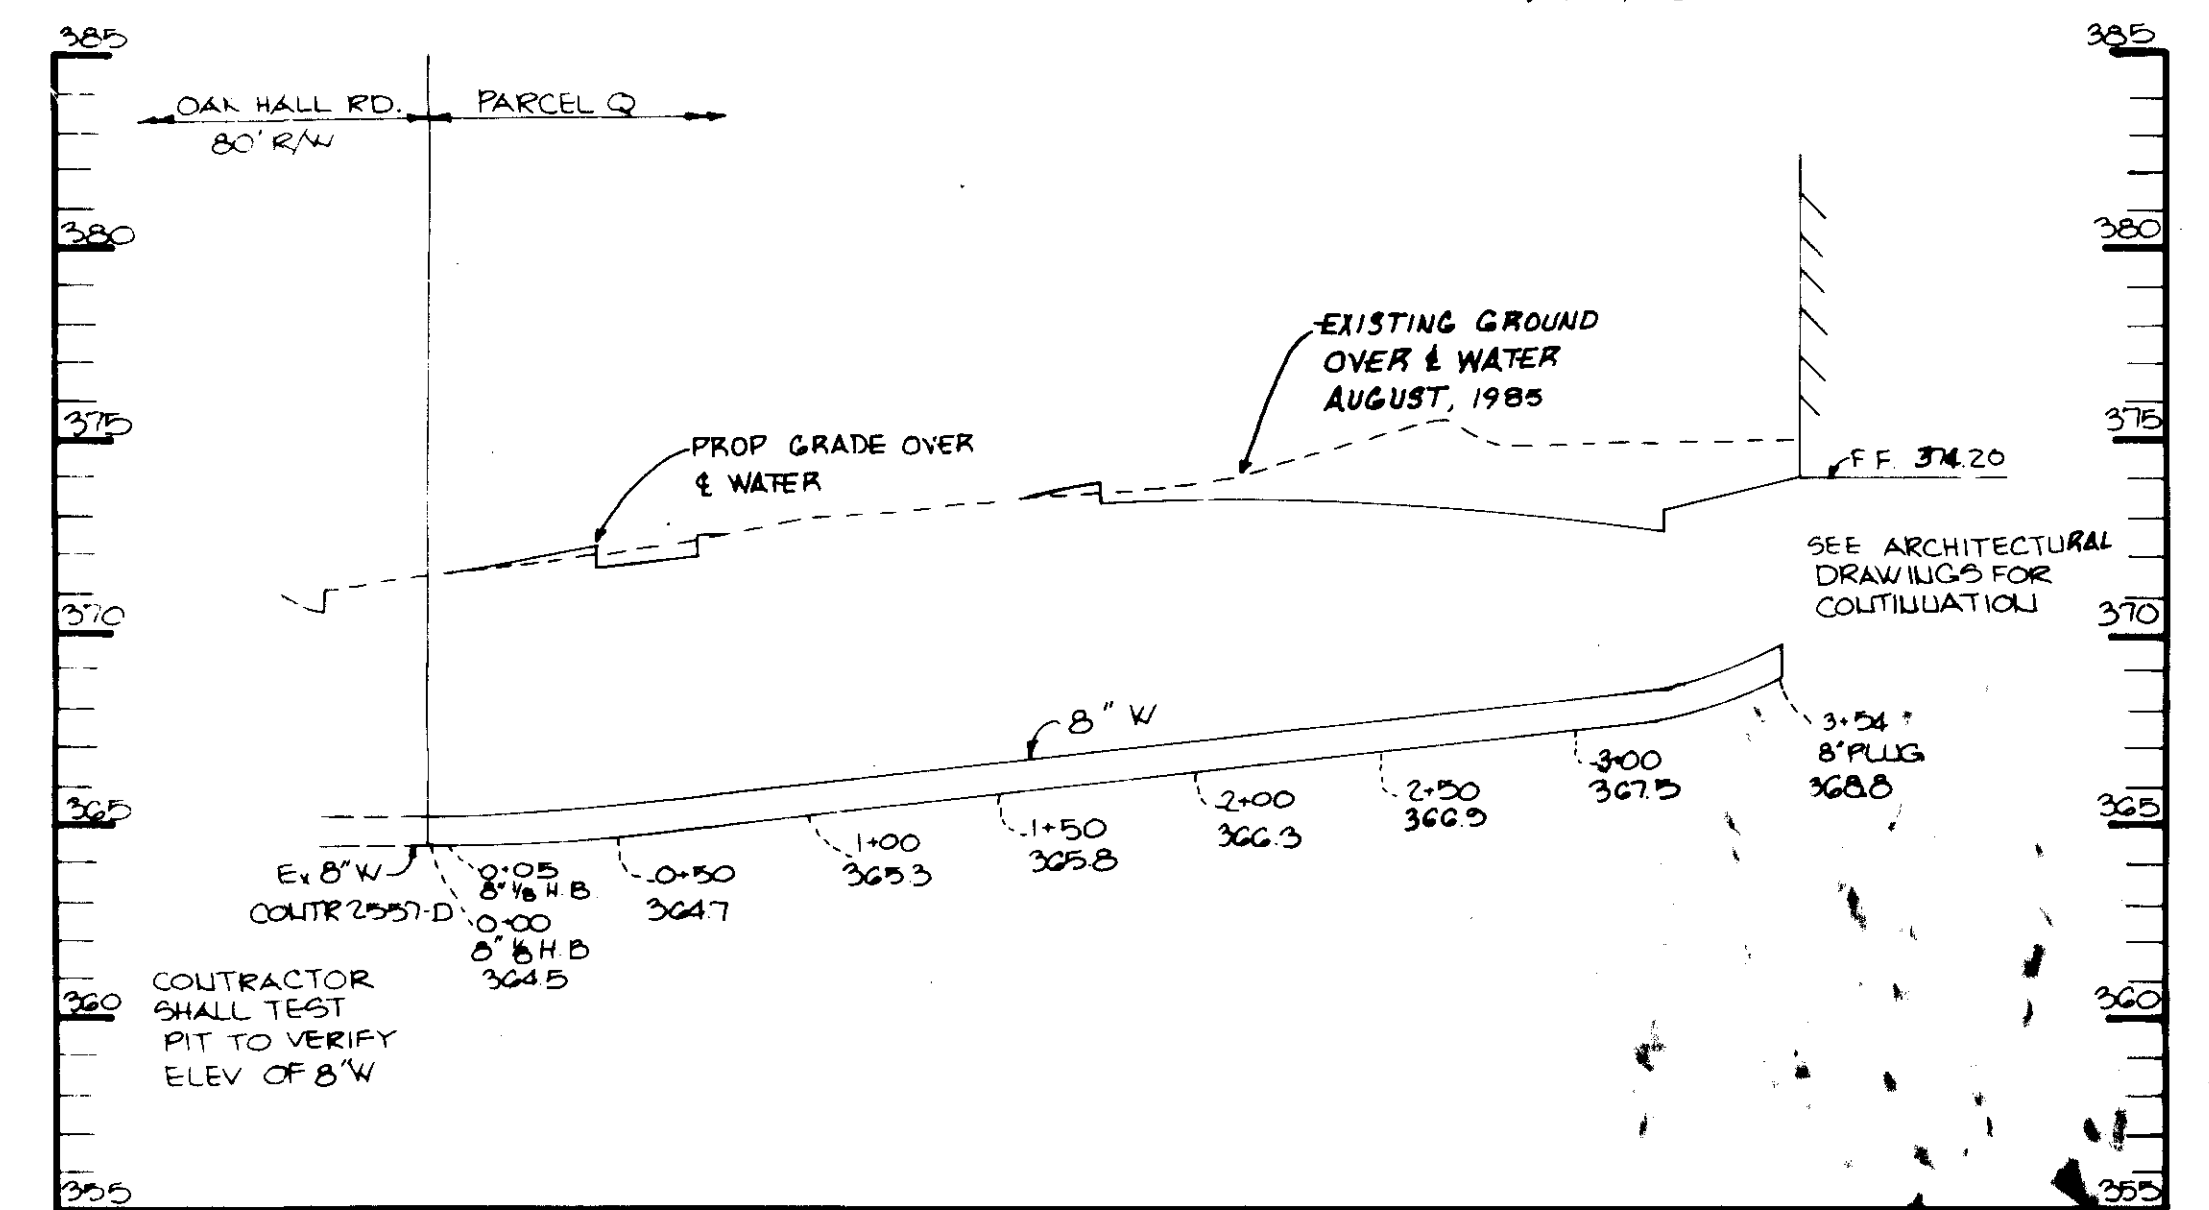 385
385
OAK HALL RD.
PARCEL Q
80' R/W
380
380
EXISTING GROUND
OVER ℄ WATER
AUGUST, 1985
375
375
PROP GRADE OVER
℄ WATER
F F. 374.20
SEE ARCHITECTURAL
DRAWINGS FOR
CONTINUATION
370
370
8" W
3+54
8" PLUG
368.8
3+00
367.5
2+50
366.9
2+00
366.3
1+50
365.8
1+00
365.3
0+50
364.7
365
365
Ex 8" W
CONTR 2557-D
0+05
8" 1/8 H.B.
0+00
8" 1/8 H.B
364.5
CONTRACTOR
SHALL TEST
PIT TO VERIFY
ELEV OF 8"W
360
360
355
355